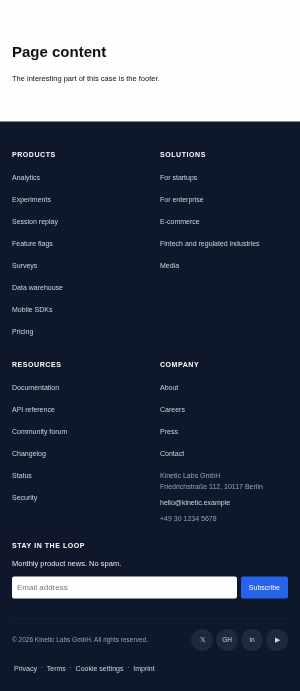 Page content
The interesting part of this case is the footer.
PRODUCTS
Analytics
Experiments
Session replay
Feature flags
Surveys
Data warehouse
Mobile SDKs
Pricing
SOLUTIONS
For startups
For enterprise
E-commerce
Fintech and regulated industries
Media
RESOURCES
Documentation
API reference
Community forum
Changelog
Status
Security
COMPANY
About
Careers
Press
Contact
Kinetic Labs GmbH
Friedrichstraße 112, 10117 Berlin
hello@kinetic.example
+49 30 1234 5678
STAY IN THE LOOP
Monthly product news. No spam.
Email address
Subscribe
© 2026 Kinetic Labs GmbH. All rights reserved.
𝕏 GH in ▶
Privacy · Terms · Cookie settings · Imprint